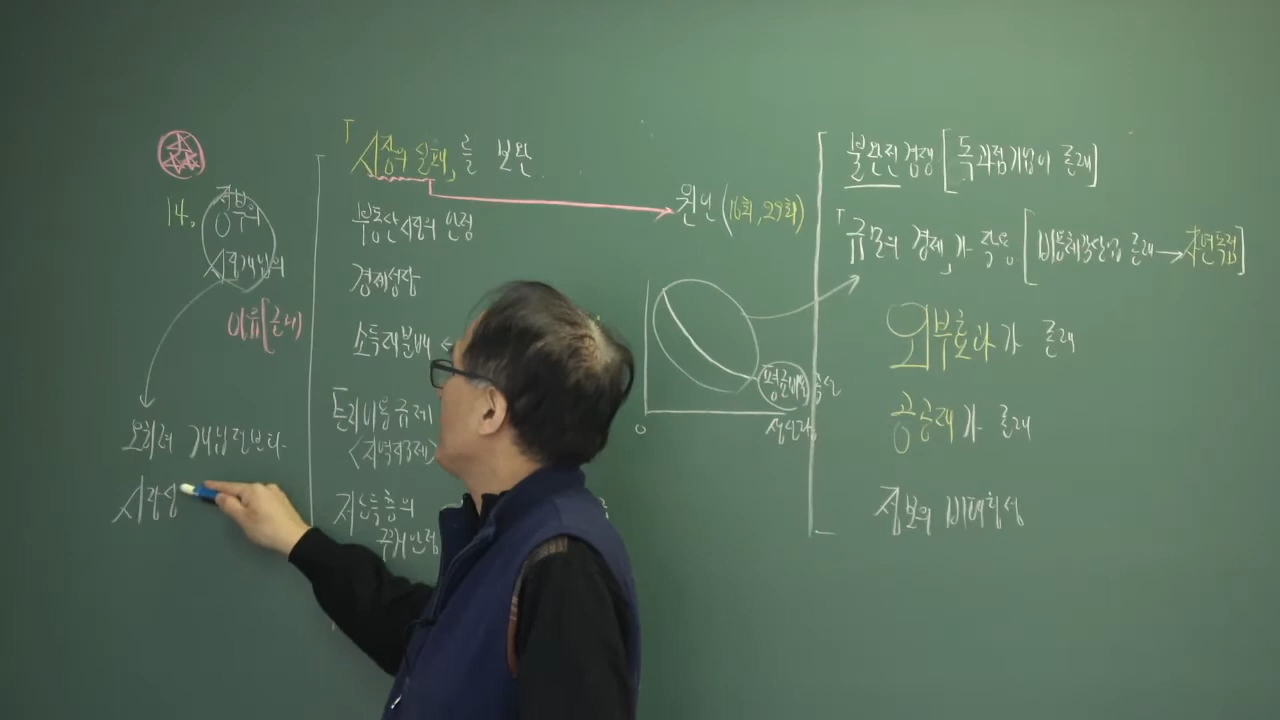 14.
정부의
시장개입의
이유(근거)
오히려 개입전보다
시장상
「시장의 실패」를 보완
부동산시장의 안정
경제성장
소득재분배 ←
토지이용규제
<지역지구제>
저소득층의
주거안정
원인 (16회, 29회)
0
평균비용
생산량
불완전경쟁 [독과점기업이 존재]
「규모의 경제」가 작용 [비용체감산업 존재 → 자연독점]
외부효과가 존재
공공재가 존재
정보의 비대칭성